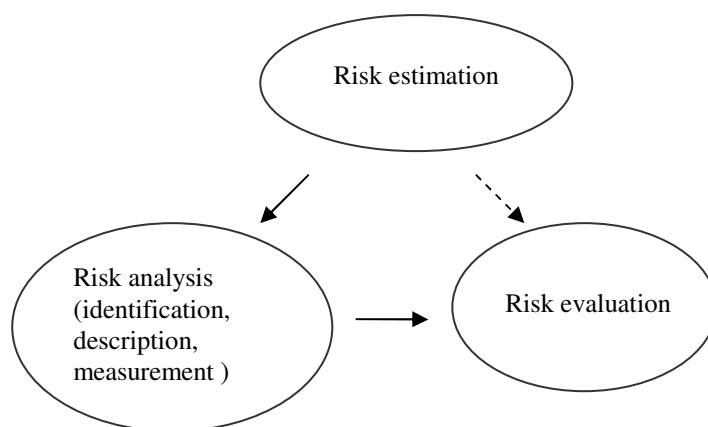 Risk estimation
Risk analysis
(identification,
description,
measurement )
Risk evaluation